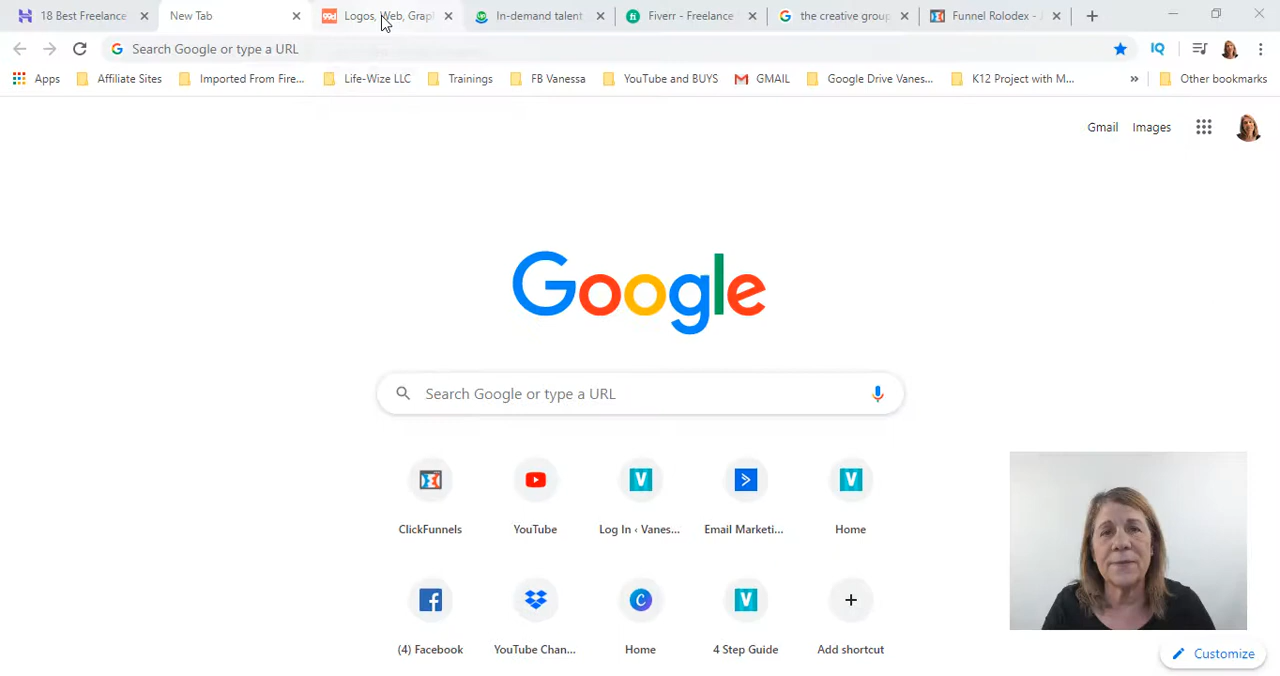 18 Best Freelance
New Tab
99d
Logos, Web, Grap
In-demand talent
fi
Fiverr - Freelance
the creative group
Funnel Rolodex - J
Search Google or type a URL
IQ
Apps
Affiliate Sites
Imported From Fire...
Life-Wize LLC
Trainings
FB Vanessa
YouTube and BUYS
GMAIL
Google Drive Vanes...
K12 Project with M...
»
Other bookmarks
Gmail
Images
Google
Search Google or type a URL
V
V
ClickFunnels
YouTube
Log In ‹ Vanes...
Email Marketi...
Home
V
(4) Facebook
YouTube Chan...
Home
4 Step Guide
Add shortcut
Customize